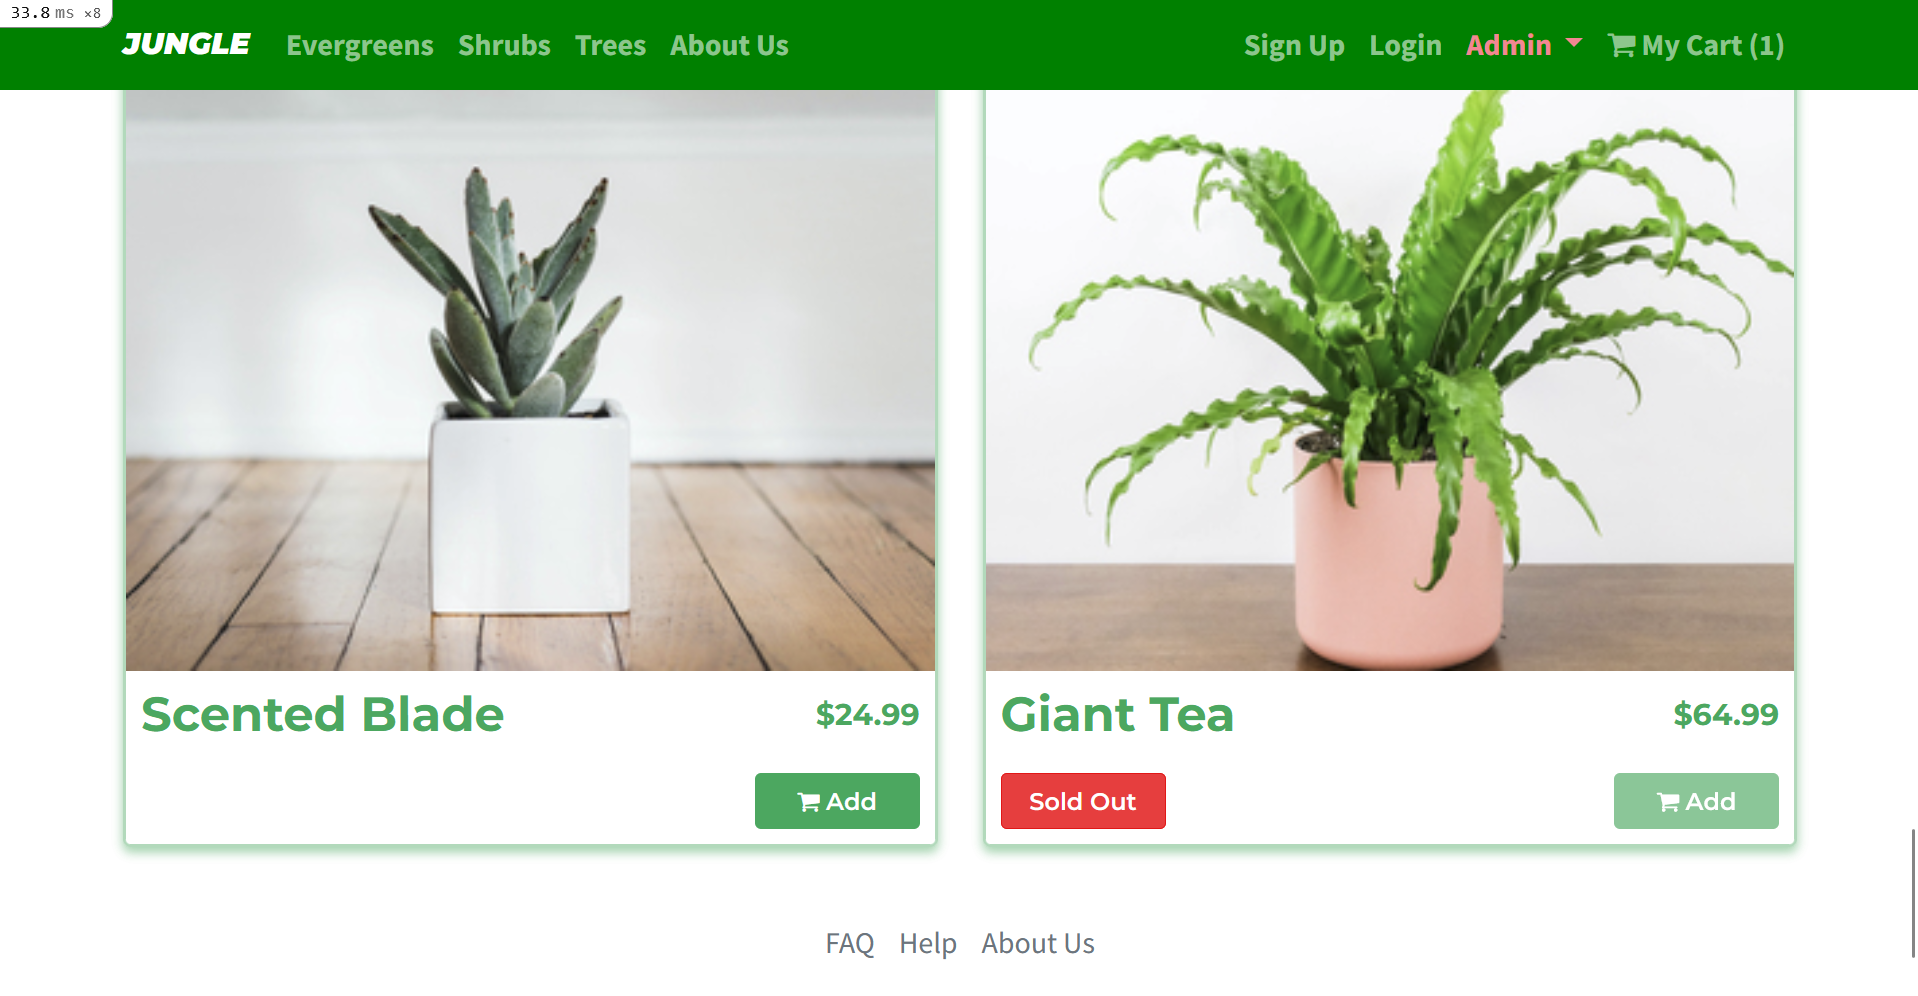 33.8 ms ×8
JUNGLE Evergreens Shrubs Trees About Us Sign Up Login Admin My Cart (1)
Scented Blade $24.99
Add
Giant Tea $64.99
Sold Out Add
FAQ Help About Us